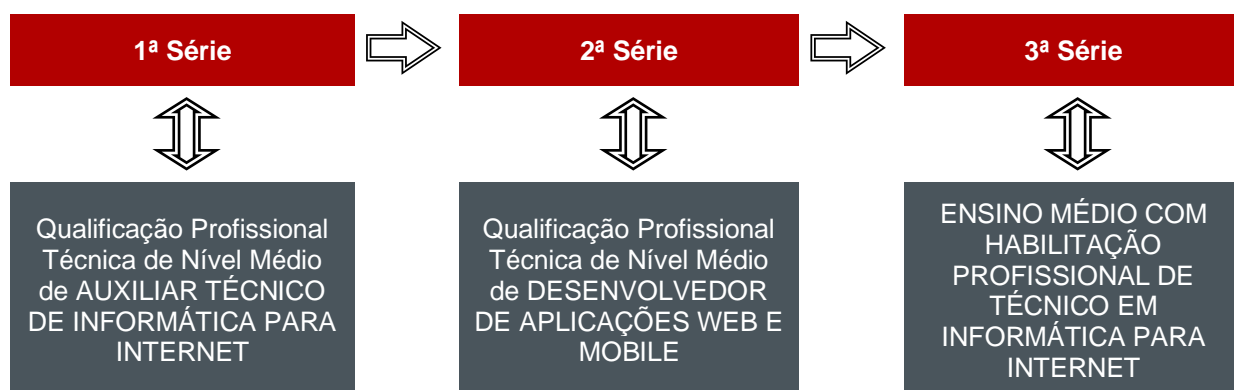 1ª Série
2ª Série
3ª Série
Qualificação Profissional
Técnica de Nível Médio
de AUXILIAR TÉCNICO
DE INFORMÁTICA PARA
INTERNET
Qualificação Profissional
Técnica de Nível Médio
de DESENVOLVEDOR
DE APLICAÇÕES WEB E
MOBILE
ENSINO MÉDIO COM
HABILITAÇÃO
PROFISSIONAL DE
TÉCNICO EM
INFORMÁTICA PARA
INTERNET